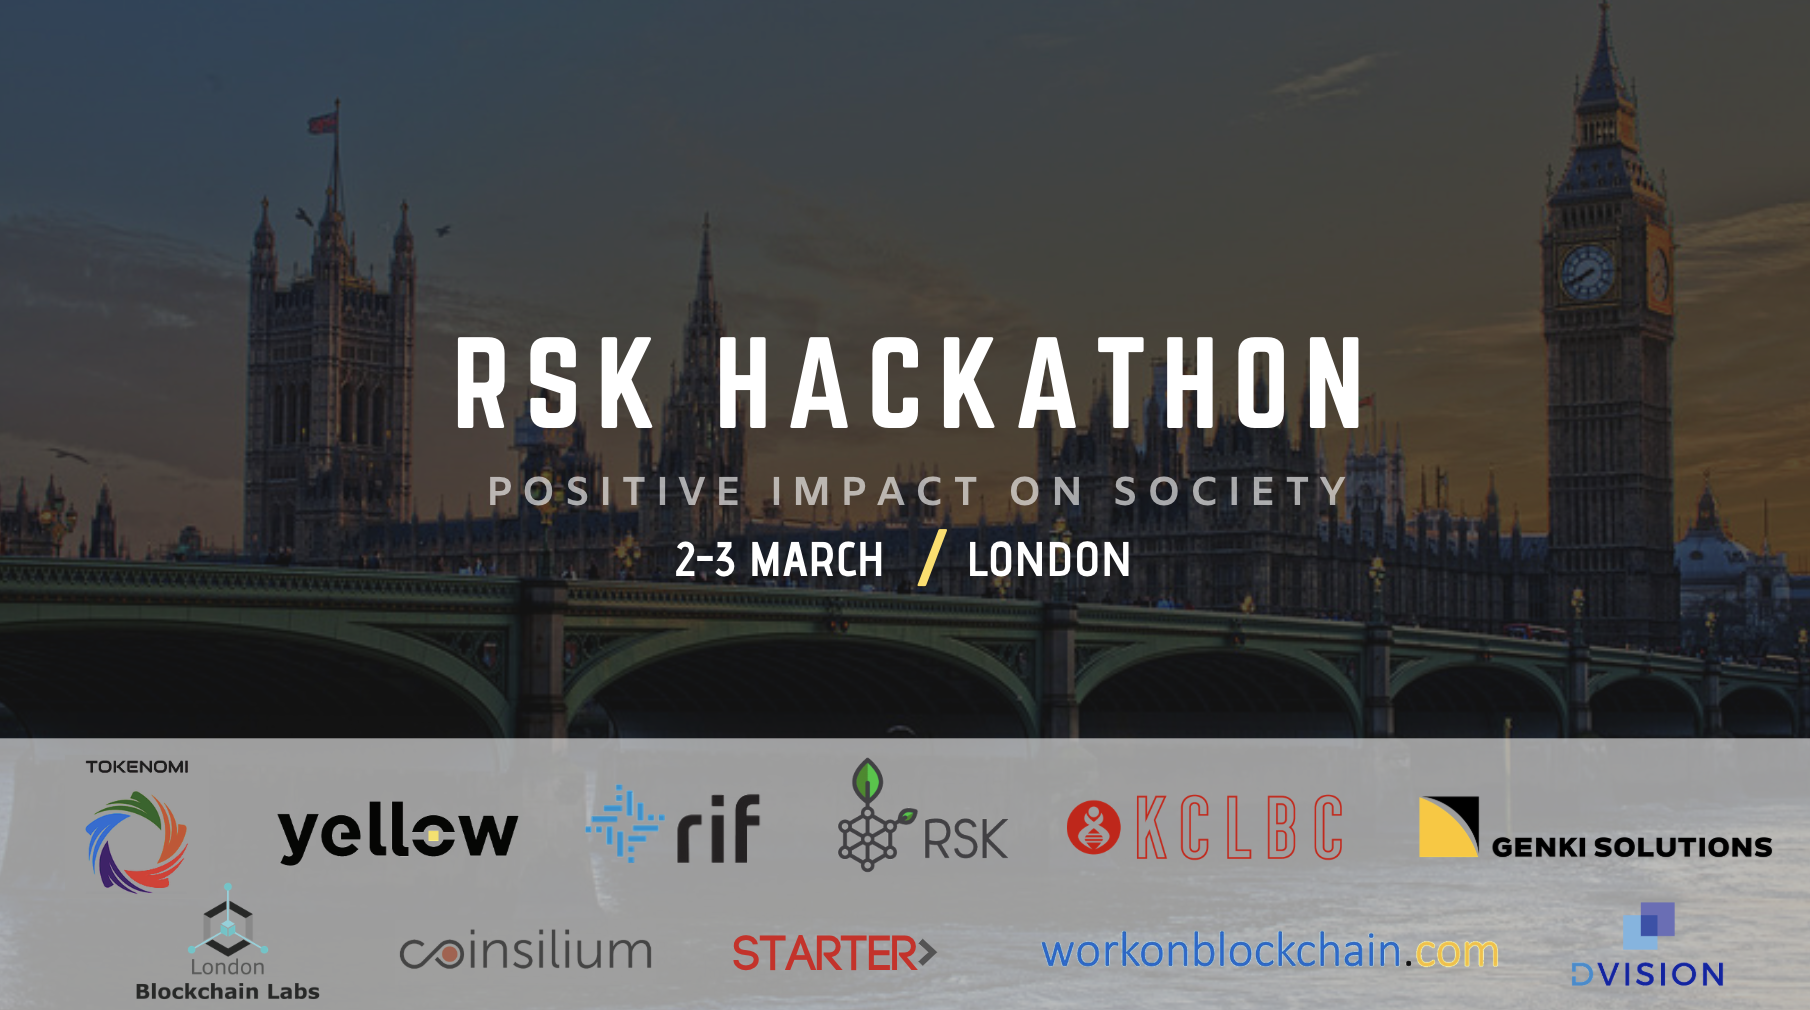 RSK HACKATHON
POSITIVE IMPACT ON SOCIETY
2-3 MARCH / LONDON
TOKENOMI
yellow
rif
RSK
KCLBC
GENKI SOLUTIONS
London
Blockchain Labs
coinsilium
STARTER>
workonblockchain.com
DVISION